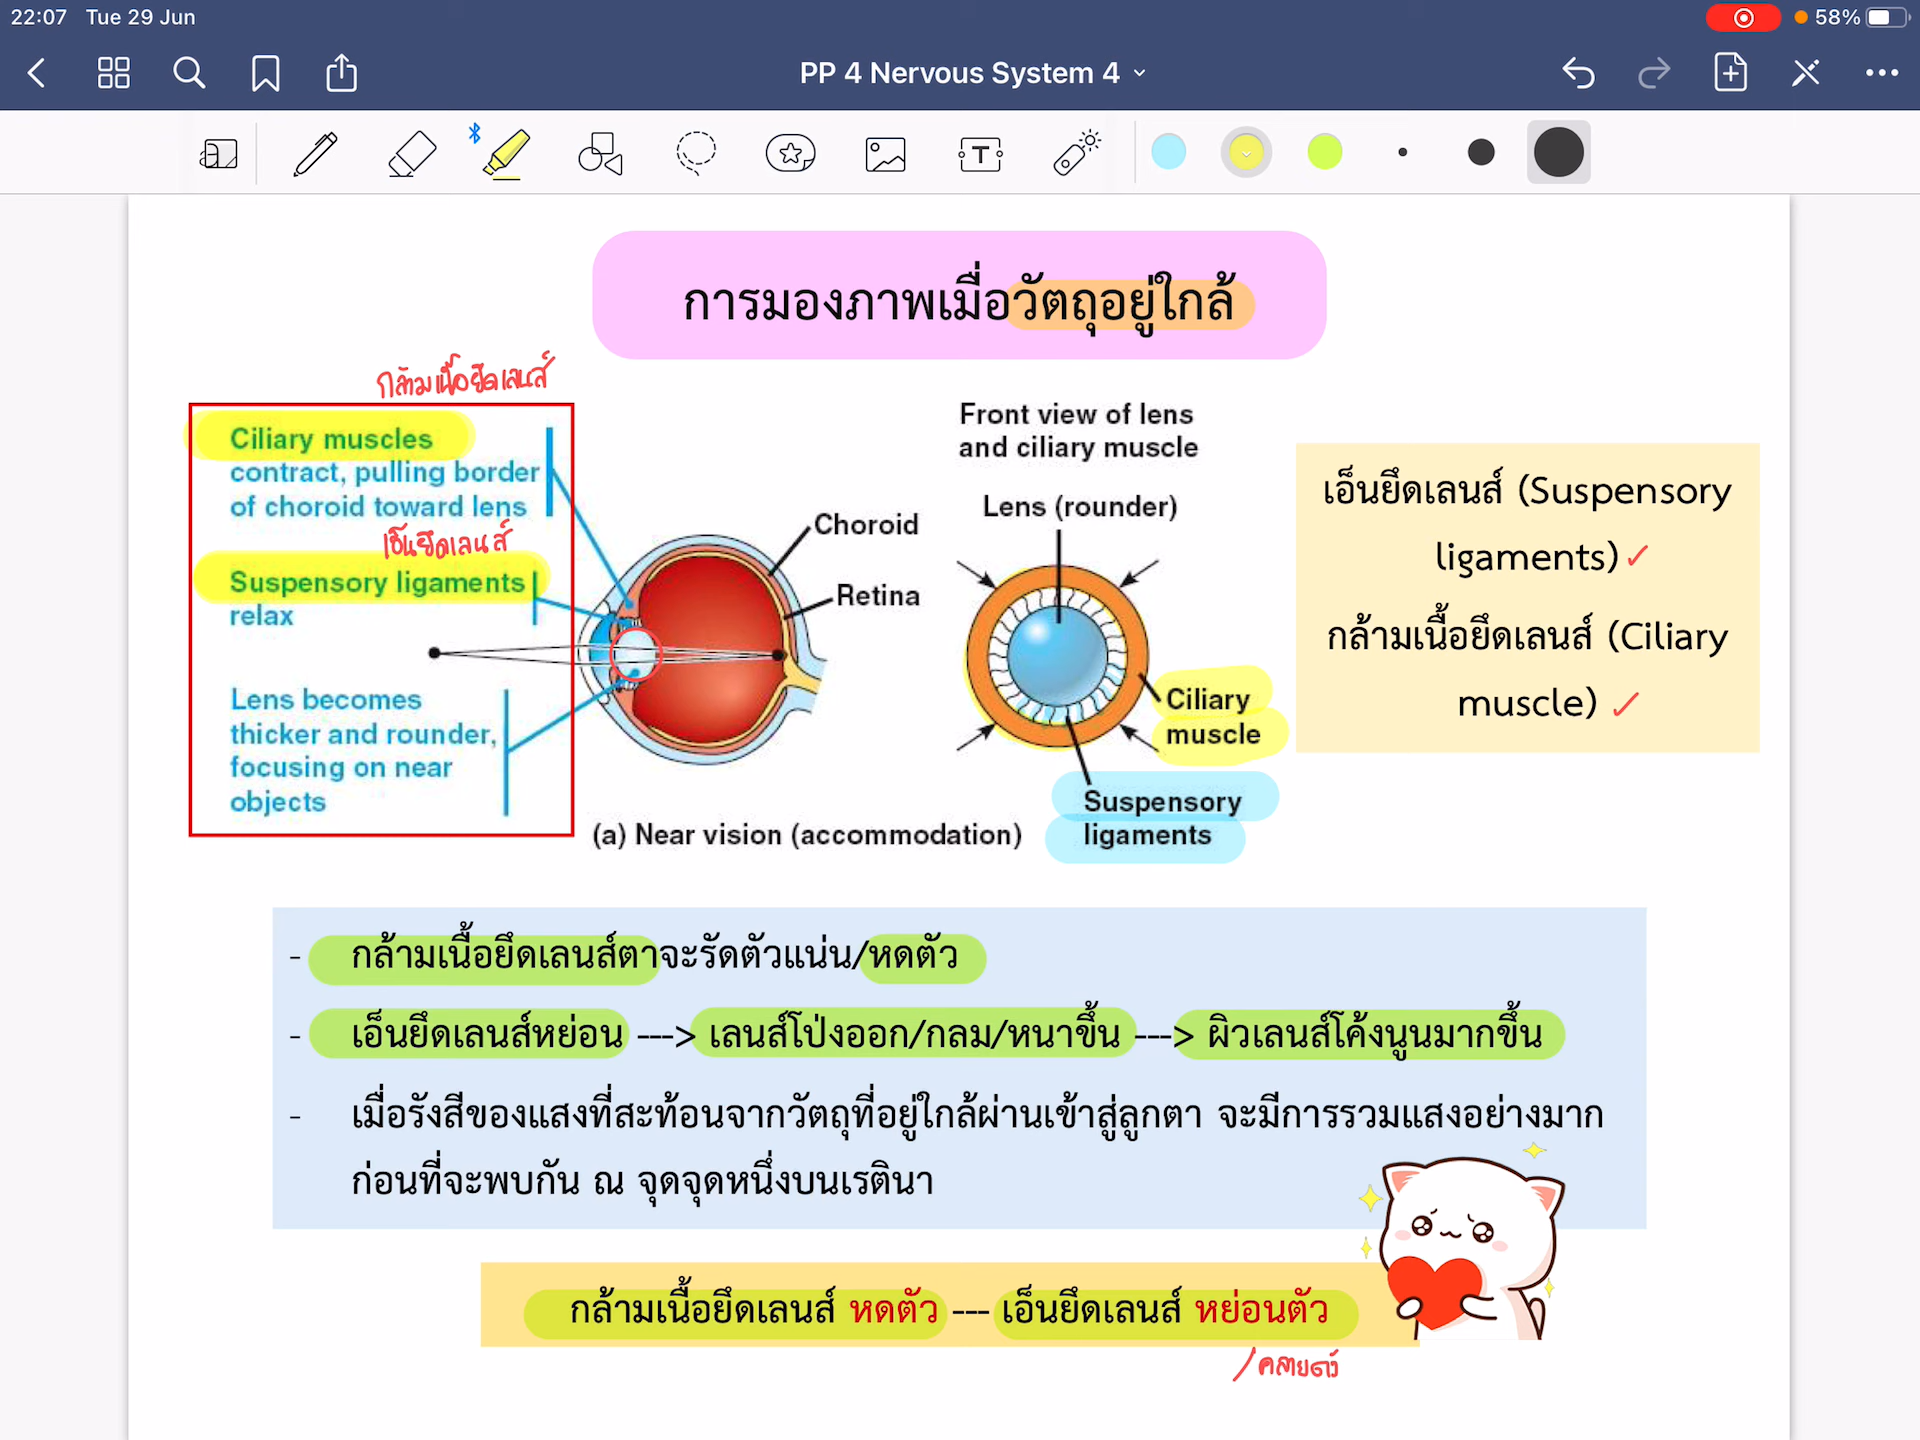 22:07 Tue 29 Jun
58%
PP 4 Nervous System 4
การมองภาพเมื่อวัตถุอยู่ใกล้
กล้ามเนื้อยึดเลนส์
Ciliary muscles
contract, pulling border
of choroid toward lens
เอ็นยึดเลนส์
Suspensory ligaments
relax
Lens becomes
thicker and rounder,
focusing on near
objects
Choroid
Retina
(a) Near vision (accommodation)
Front view of lens
and ciliary muscle
Lens (rounder)
Ciliary
muscle
Suspensory
ligaments
เอ็นยึดเลนส์ (Suspensory
ligaments) ✓
กล้ามเนื้อยึดเลนส์ (Ciliary
muscle) ✓
- กล้ามเนื้อยึดเลนส์ตาจะรัดตัวแน่น/หดตัว
- เอ็นยึดเลนส์หย่อน ---> เลนส์โป่งออก/กลม/หนาขึ้น ---> ผิวเลนส์โค้งนูนมากขึ้น
- เมื่อรังสีของแสงที่สะท้อนจากวัตถุที่อยู่ใกล้ผ่านเข้าสู่ลูกตา จะมีการรวมแสงอย่างมาก
ก่อนที่จะพบกัน ณ จุดจุดหนึ่งบนเรตินา
กล้ามเนื้อยึดเลนส์ หดตัว --- เอ็นยึดเลนส์ หย่อนตัว
/คลายตัว